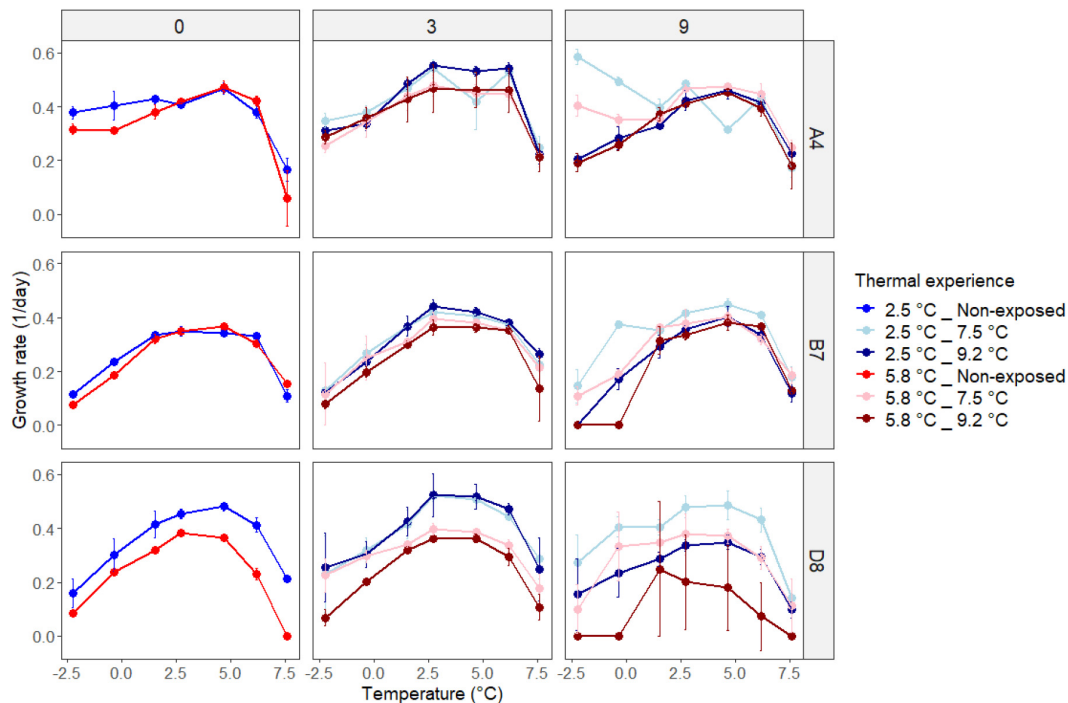 0 3 9
0.6
0.4
0.2
0.0
A4
0.6
0.4
0.2
0.0
B7
0.6
0.4
0.2
0.0
D8
Growth rate (1/day)
-2.5 0.0 2.5 5.0 7.5 -2.5 0.0 2.5 5.0 7.5 -2.5 0.0 2.5 5.0 7.5
Temperature (°C)
Thermal experience
2.5 °C _ Non-exposed
2.5 °C _ 7.5 °C
2.5 °C _ 9.2 °C
5.8 °C _ Non-exposed
5.8 °C _ 7.5 °C
5.8 °C _ 9.2 °C